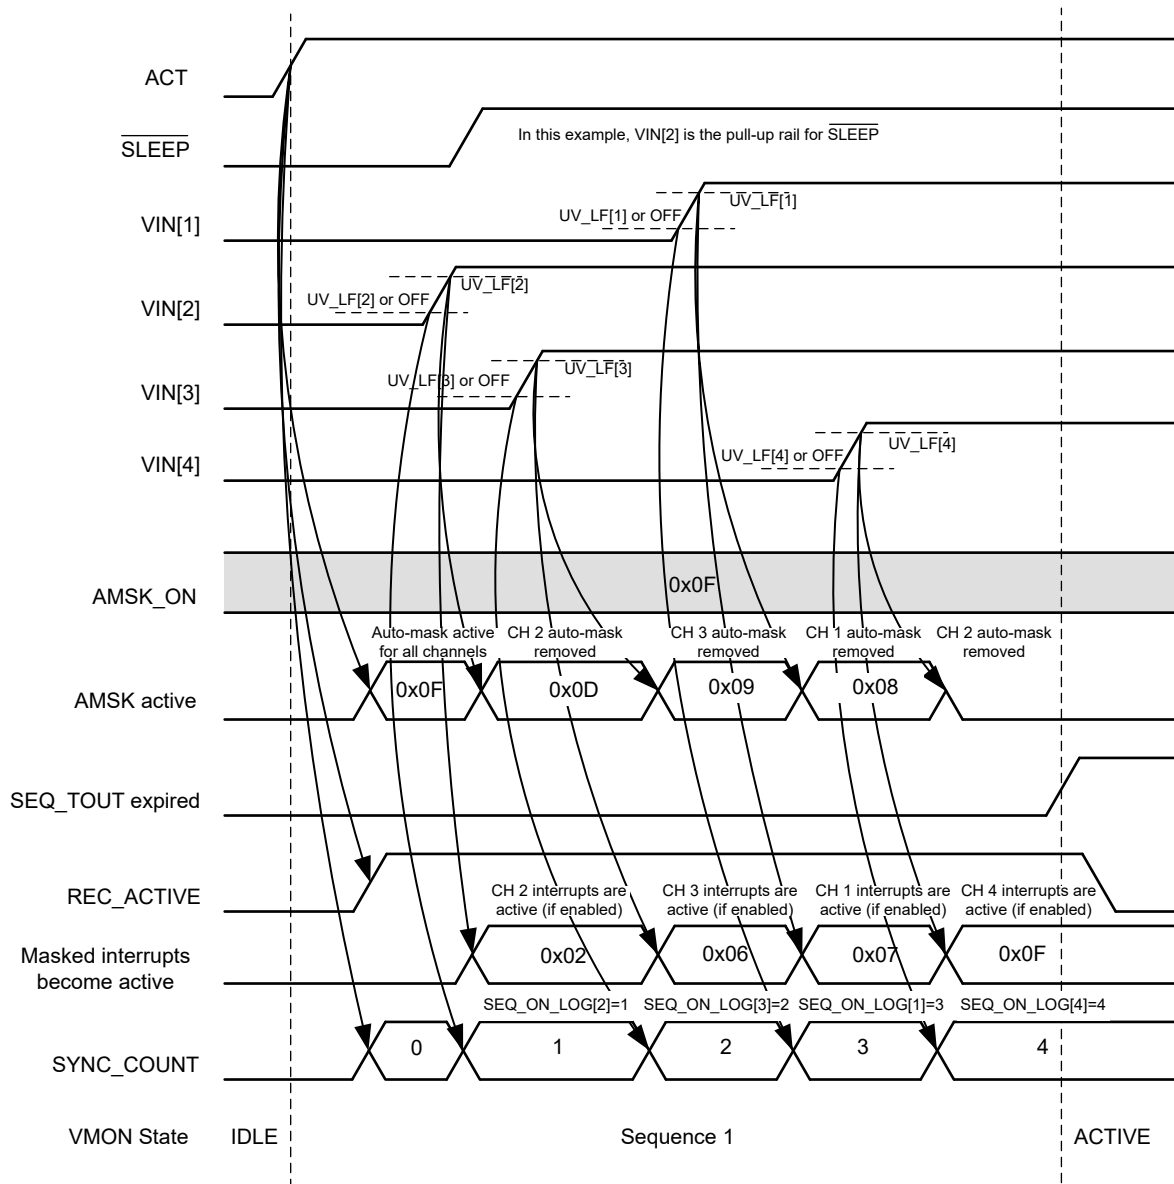 ACT
SLEEP
In this example, VIN[2] is the pull-up rail for SLEEP
VIN[1]
UV_LF[1] or OFF
UV_LF[1]
VIN[2]
UV_LF[2] or OFF
UV_LF[2]
VIN[3]
UV_LF[3] or OFF
UV_LF[3]
VIN[4]
UV_LF[4] or OFF
UV_LF[4]
AMSK_ON
0x0F
Auto-mask active
for all channels
CH 2 auto-mask
removed
CH 3 auto-mask
removed
CH 1 auto-mask
removed
CH 2 auto-mask
removed
AMSK active
0x0F
0x0D
0x09
0x08
SEQ_TOUT expired
REC_ACTIVE
CH 2 interrupts are
active (if enabled)
CH 3 interrupts are
active (if enabled)
CH 1 interrupts are
active (if enabled)
CH 4 interrupts are
active (if enabled)
Masked interrupts
become active
0x02
0x06
0x07
0x0F
SEQ_ON_LOG[2]=1
SEQ_ON_LOG[3]=2
SEQ_ON_LOG[1]=3
SEQ_ON_LOG[4]=4
SYNC_COUNT
0
1
2
3
4
VMON State
IDLE
Sequence 1
ACTIVE